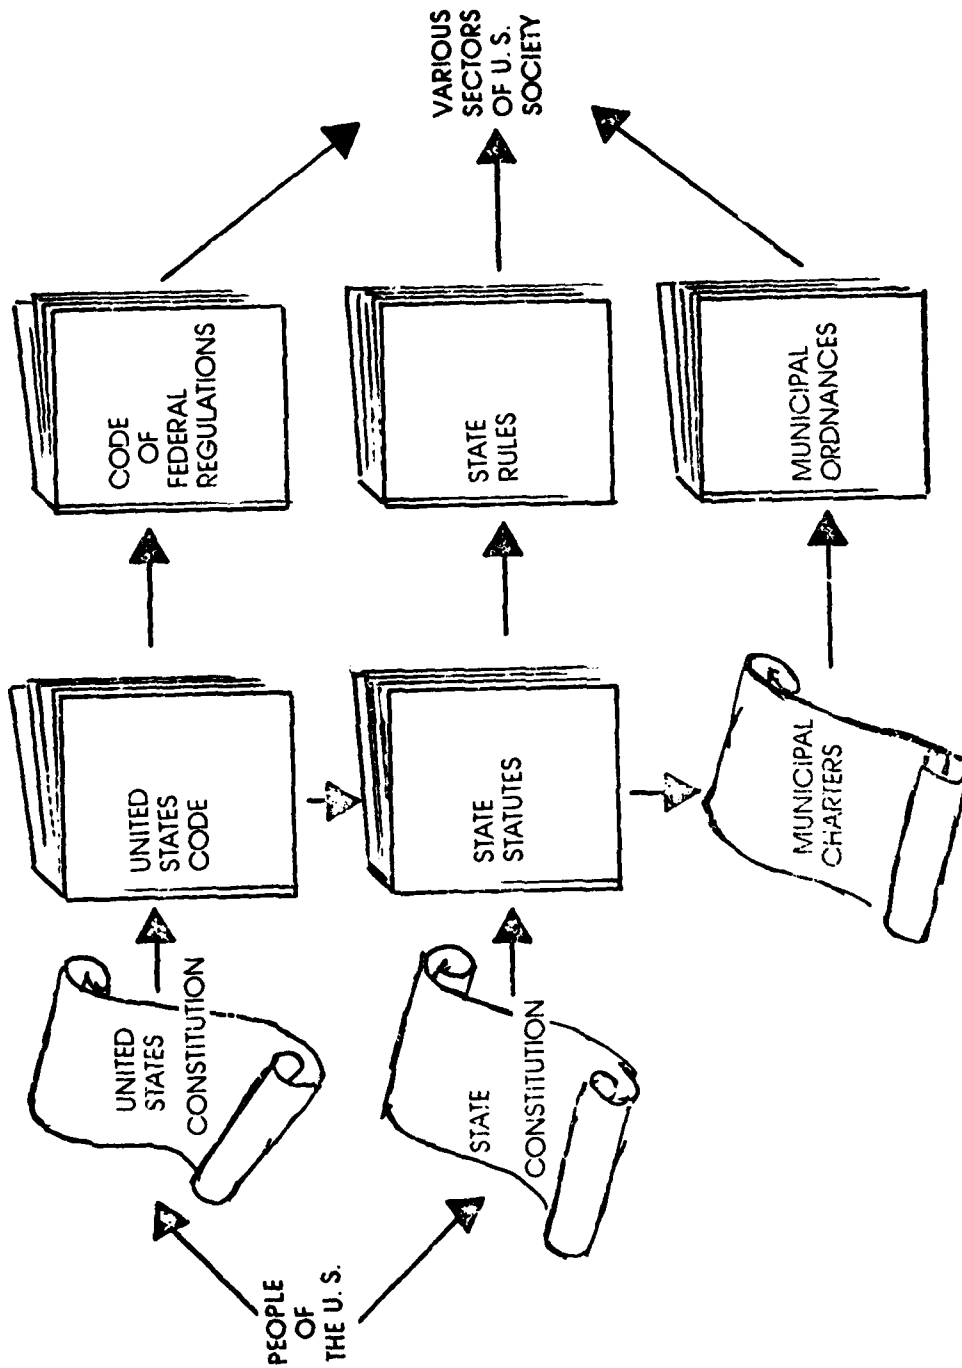 PEOPLE
OF
THE U. S.
UNITED
STATES
CONSTITUTION
STATE
CONSTITUTION
UNITED
STATES
CODE
STATE
STATUTES
MUNICIPAL
CHARTERS
CODE
OF
FEDERAL
REGULATIONS
STATE
RULES
MUNICIPAL
ORDNANCES
VARIOUS
SECTORS
OF U. S.
SOCIETY